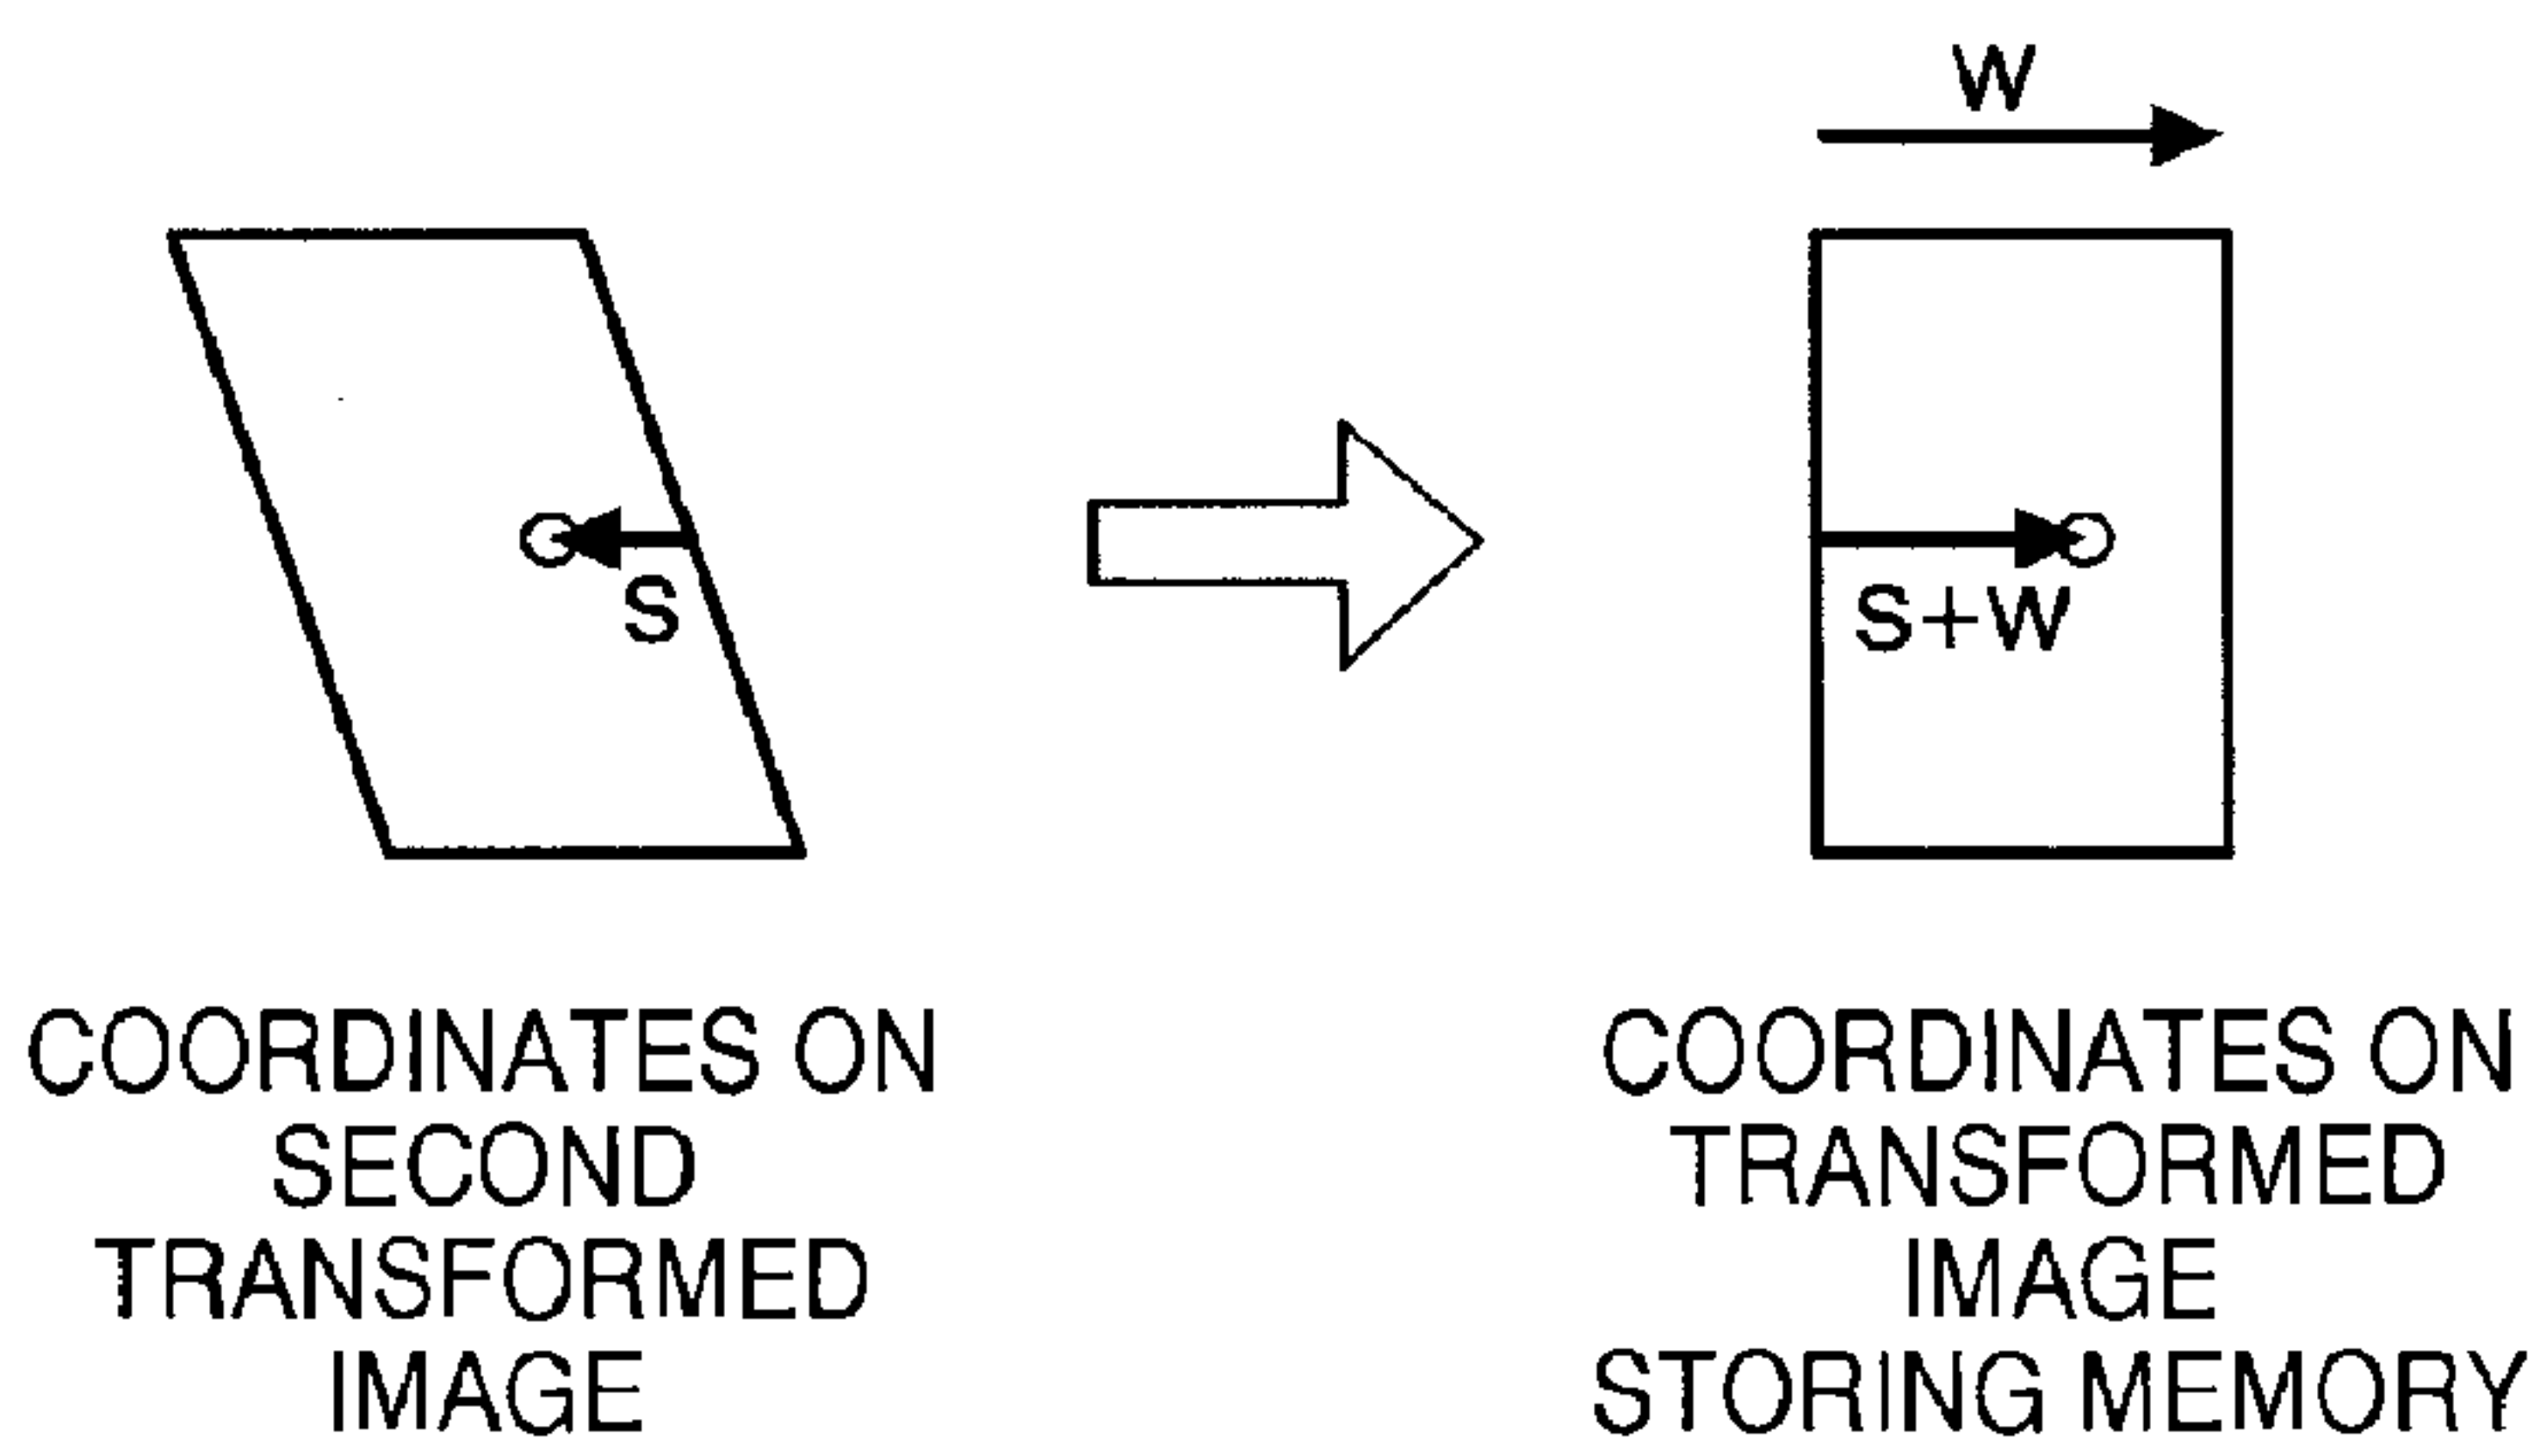 W
S
S+W
COORDINATES ON
SECOND
TRANSFORMED
IMAGE
COORDINATES ON
TRANSFORMED
IMAGE
STORING MEMORY